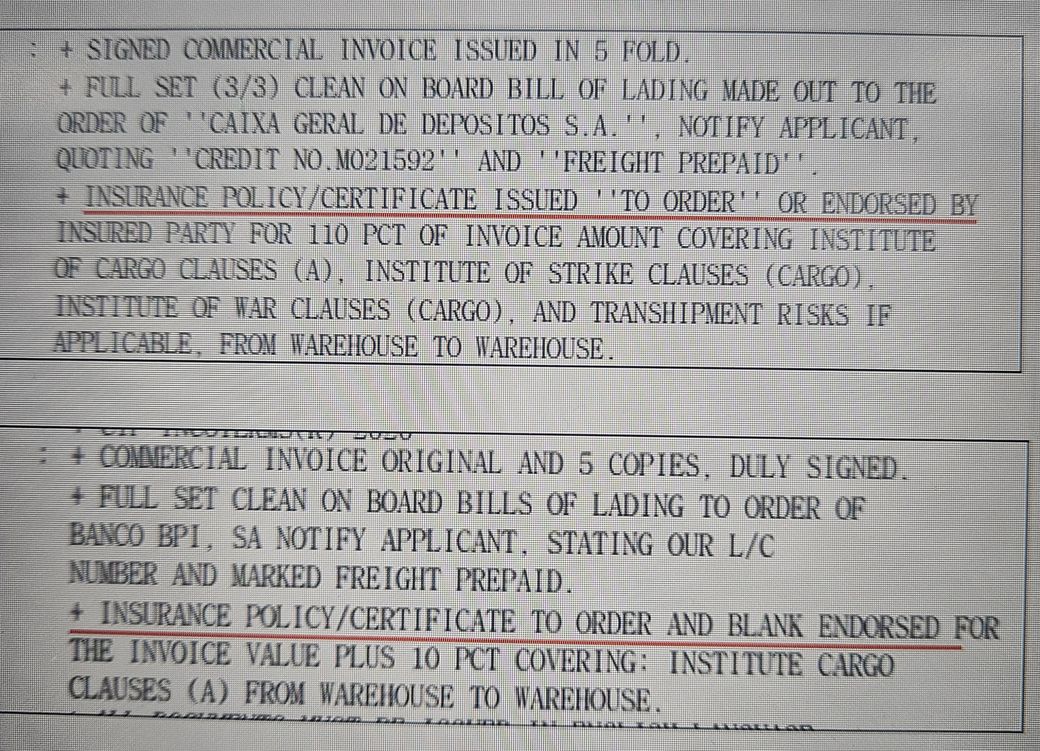 : + SIGNED COMMERCIAL INVOICE ISSUED IN 5 FOLD.
+ FULL SET (3/3) CLEAN ON BOARD BILL OF LADING MADE OUT TO THE
ORDER OF ''CAIXA GERAL DE DEPOSITOS S.A.'', NOTIFY APPLICANT,
QUOTING ''CREDIT NO.M021592'' AND ''FREIGHT PREPAID''.
+ INSURANCE POLICY/CERTIFICATE ISSUED ''TO ORDER'' OR ENDORSED BY
INSURED PARTY FOR 110 PCT OF INVOICE AMOUNT COVERING INSTITUTE
OF CARGO CLAUSES (A), INSTITUTE OF STRIKE CLAUSES (CARGO),
INSTITUTE OF WAR CLAUSES (CARGO), AND TRANSHIPMENT RISKS IF
APPLICABLE, FROM WAREHOUSE TO WAREHOUSE.
: + COMMERCIAL INVOICE ORIGINAL AND 5 COPIES, DULY SIGNED.
+ FULL SET CLEAN ON BOARD BILLS OF LADING TO ORDER OF
BANCO BPI, SA NOTIFY APPLICANT, STATING OUR L/C
NUMBER AND MARKED FREIGHT PREPAID.
+ INSURANCE POLICY/CERTIFICATE TO ORDER AND BLANK ENDORSED FOR
THE INVOICE VALUE PLUS 10 PCT COVERING: INSTITUTE CARGO
CLAUSES (A) FROM WAREHOUSE TO WAREHOUSE.